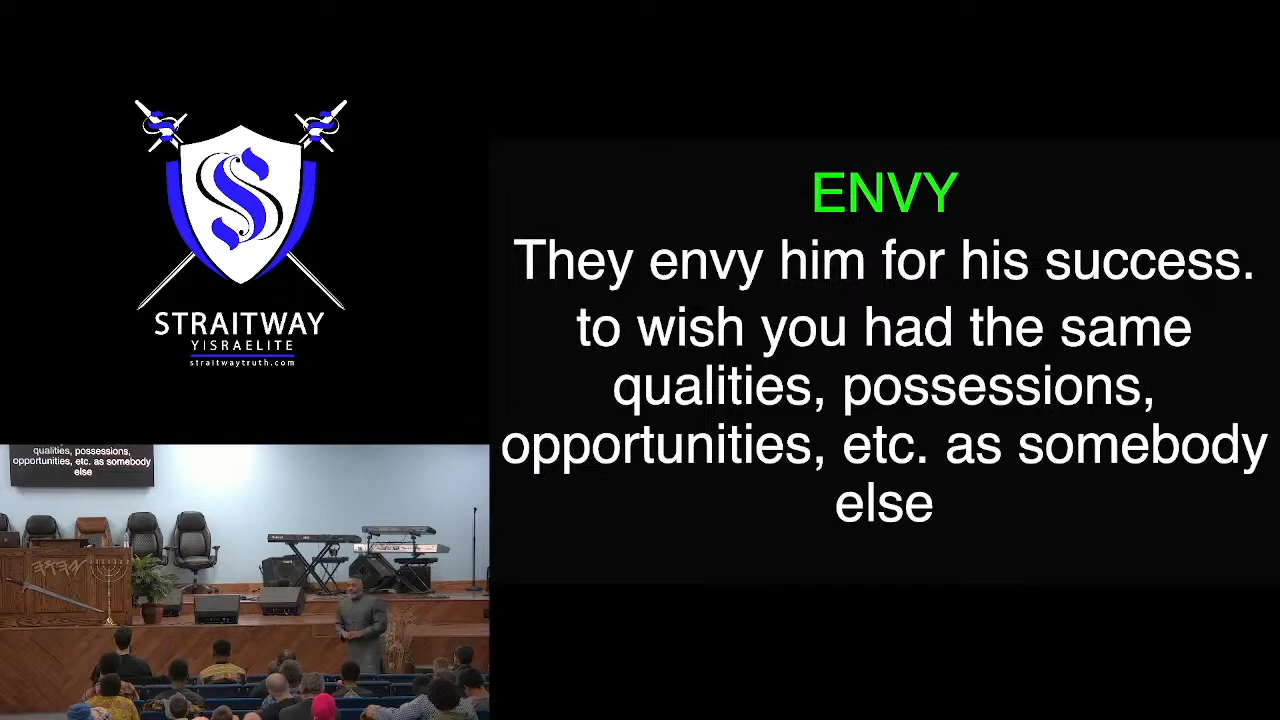 S
STRAITWAY
YISRAELITE
straitwaytruth.com
ENVY
They envy him for his success.
to wish you had the same
qualities, possessions,
opportunities, etc. as somebody
else
qualities, possessions,
opportunities, etc. as somebody
else